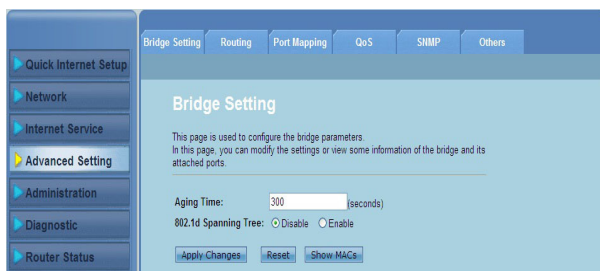 Bridge Setting Routing Port Mapping QoS SNMP Others
Quick Internet Setup
Network
Internet Service
Advanced Setting
Administration
Diagnostic
Router Status
Bridge Setting
This page is used to configure the bridge parameters.
In this page, you can modify the settings or view some information of the bridge and its
attached ports.
Aging Time: 300 (seconds)
802.1d Spanning Tree: Disable Enable
Apply Changes Reset Show MACs